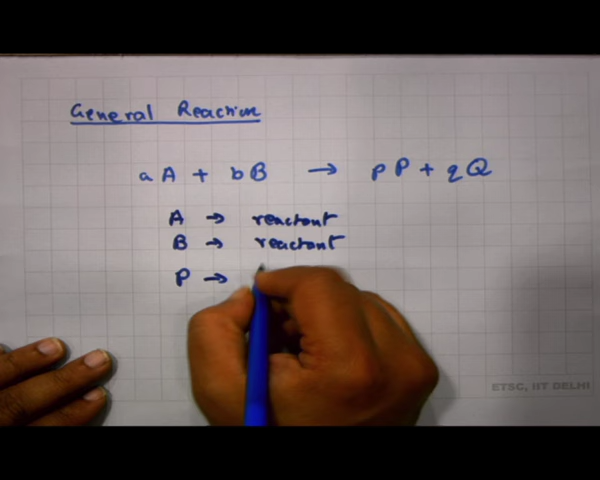 General Reaction
aA + bB → pP + qQ
A → reactant
B → reactant
P →
ETSC, IIT DELHI